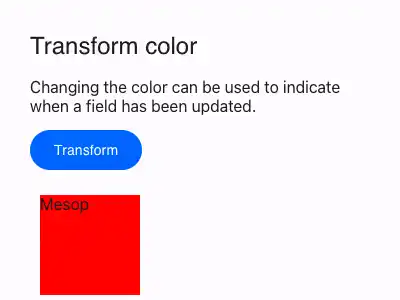 Transform color
Changing the color can be used to indicate
when a field has been updated.
Transform
Mesop